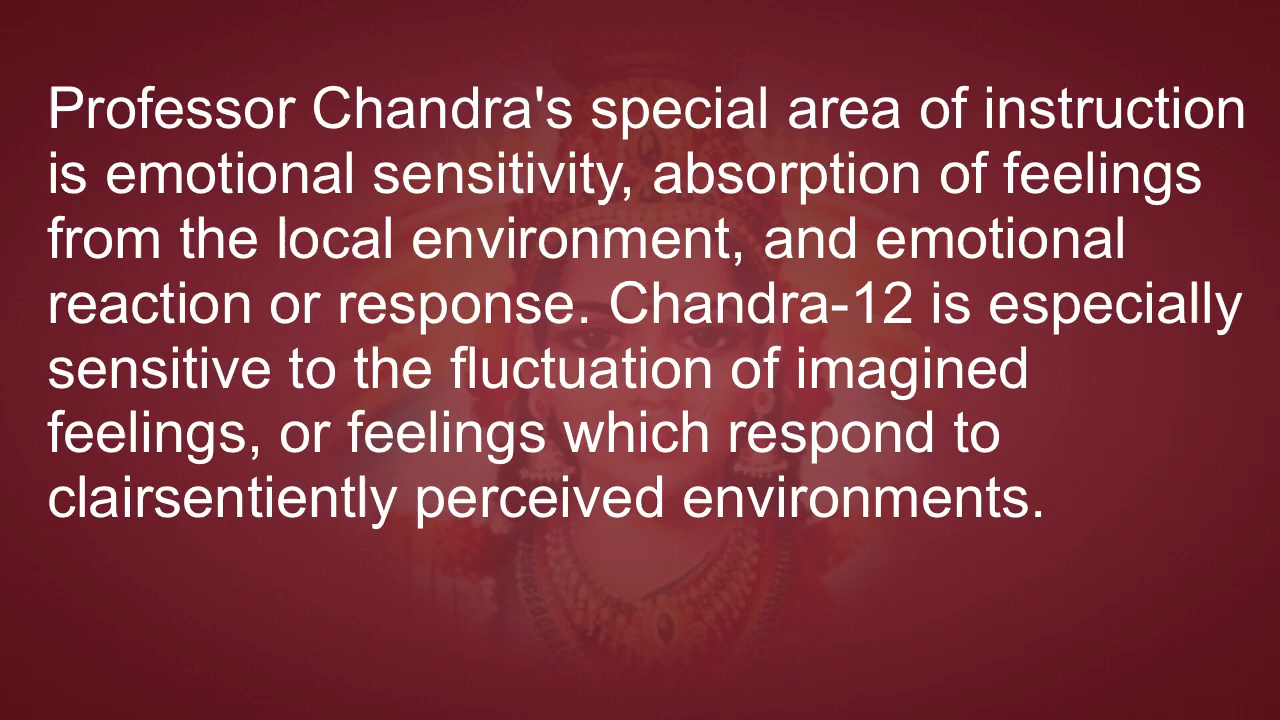 Professor Chandra's special area of instruction
is emotional sensitivity, absorption of feelings
from the local environment, and emotional
reaction or response. Chandra-12 is especially
sensitive to the fluctuation of imagined
feelings, or feelings which respond to
clairsentiently perceived environments.